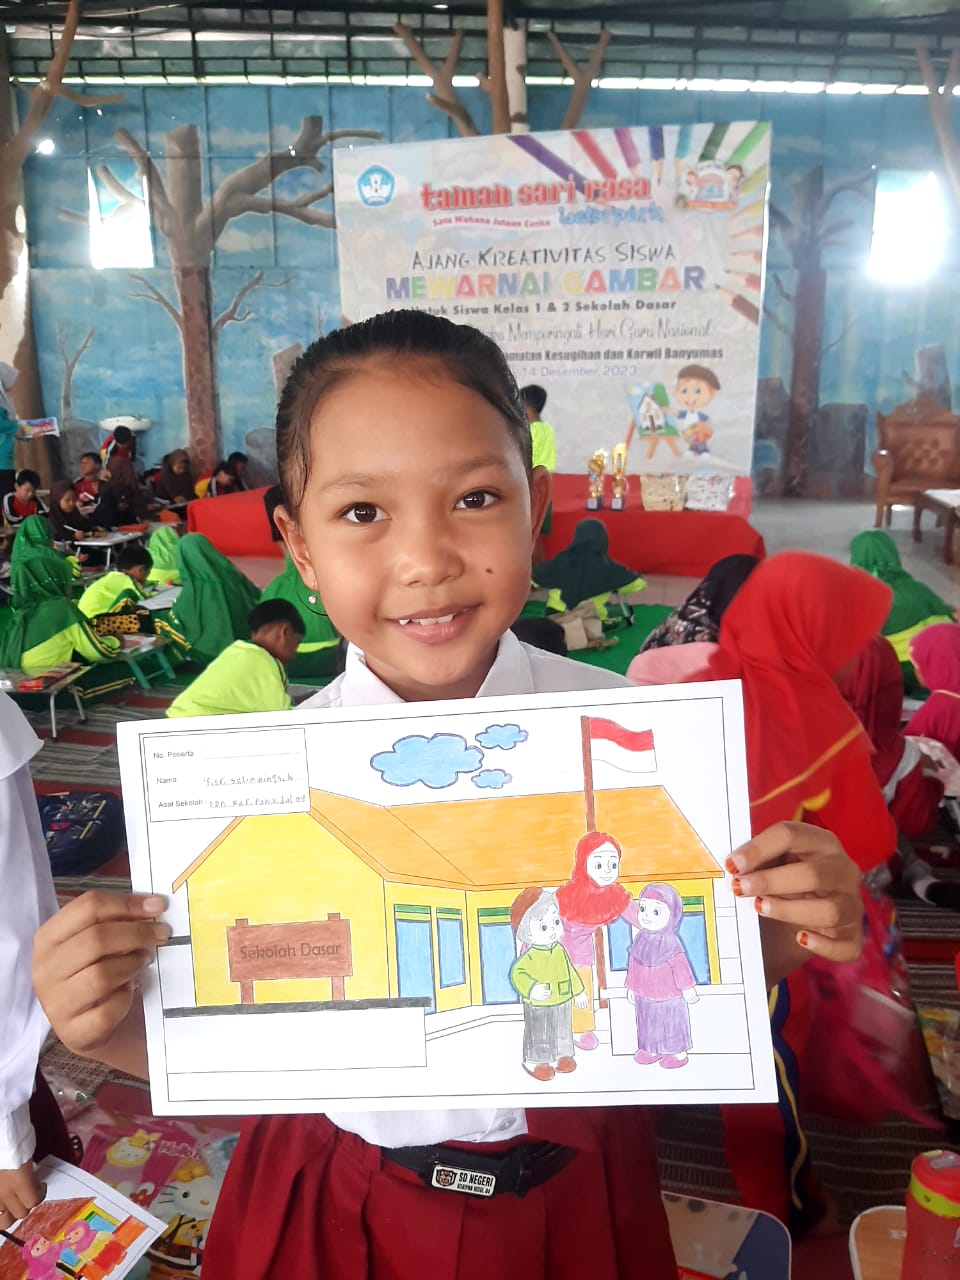 taman sari rasa
Satu Wahana Jutaan Cerita
waterpark
AJANG KREATIVITAS SISWA
MEWARNAI GAMBAR
Untuk Siswa Kelas 1 & 2 Sekolah Dasar
Memperingati Hari Guru Nasional
Kesugihan dan Korwil Banyumas
14 Desember 2023
No. Peserta :
Nama :
Asal Sekolah :
Sekolah Dasar
SD NEGERI